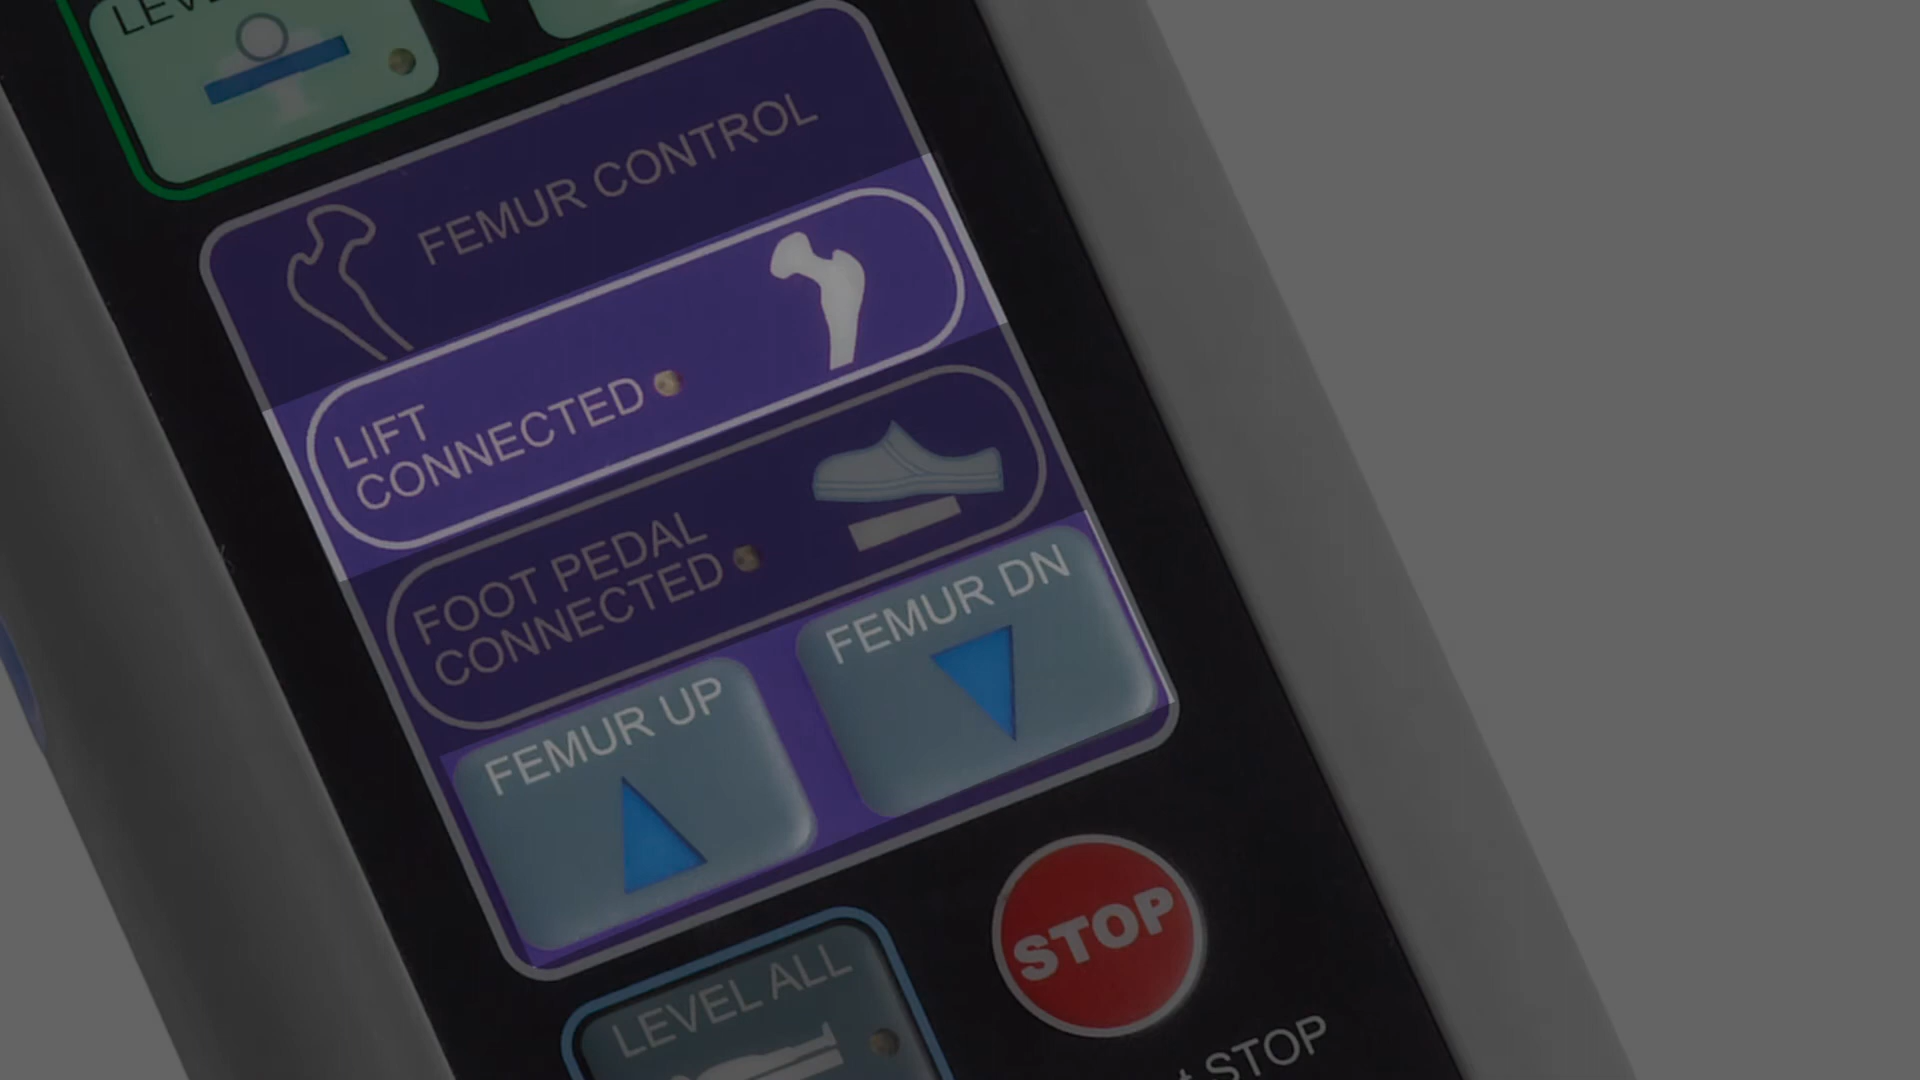 FEMUR CONTROL
LIFT
CONNECTED
FOOT PEDAL
CONNECTED
FEMUR UP
FEMUR DN
LEVEL ALL
STOP
STOP